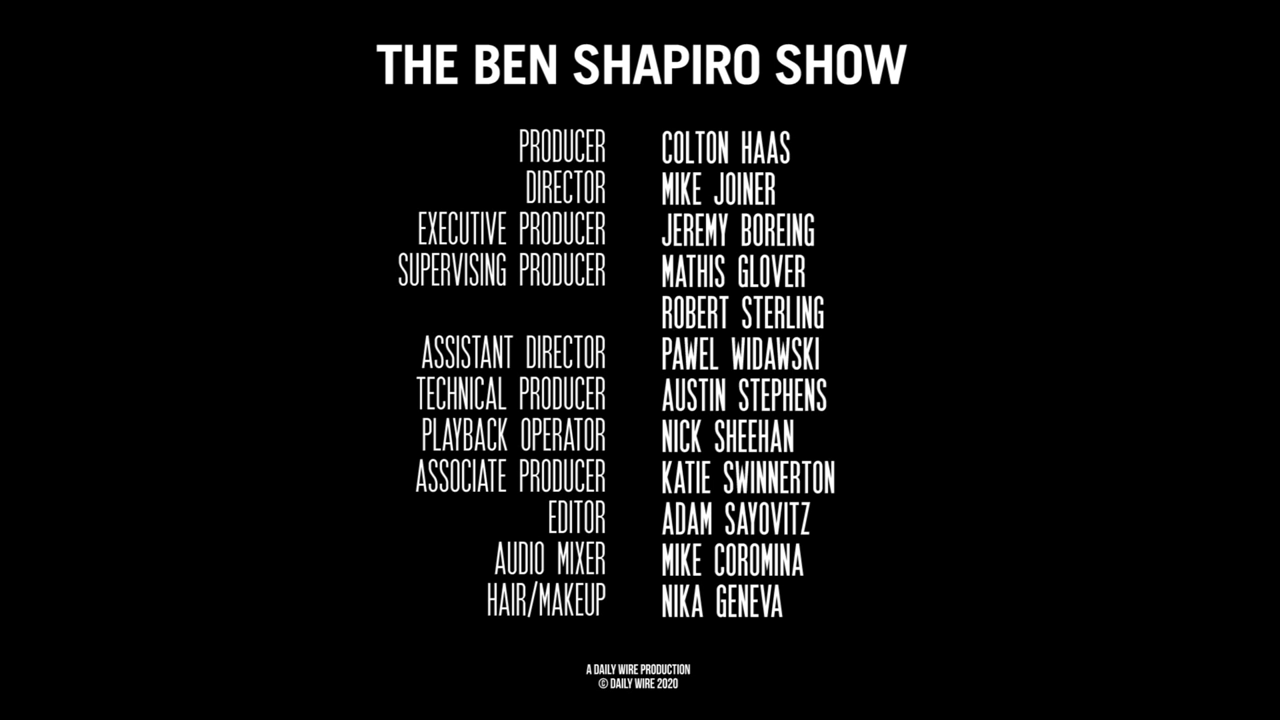 THE BEN SHAPIRO SHOW
PRODUCER COLTON HAAS
DIRECTOR MIKE JOINER
EXECUTIVE PRODUCER JEREMY BOREING
SUPERVISING PRODUCER MATHIS GLOVER
ROBERT STERLING
ASSISTANT DIRECTOR PAWEL WIDAWSKI
TECHNICAL PRODUCER AUSTIN STEPHENS
PLAYBACK OPERATOR NICK SHEEHAN
ASSOCIATE PRODUCER KATIE SWINNERTON
EDITOR ADAM SAYOVITZ
AUDIO MIXER MIKE COROMINA
HAIR/MAKEUP NIKA GENEVA
A DAILY WIRE PRODUCTION
© DAILY WIRE 2020